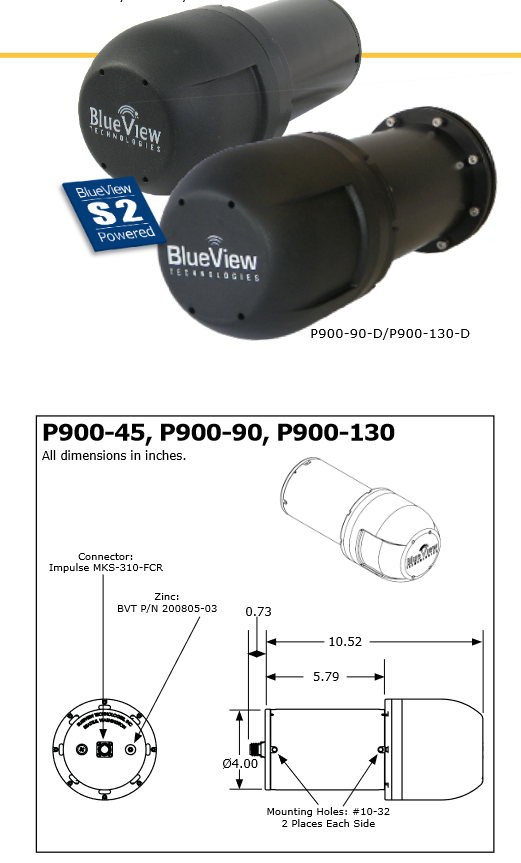 BlueView
TECHNOLOGIES
BlueView
S2
Powered
BlueView
TECHNOLOGIES
P900-90-D/P900-130-D
P900-45, P900-90, P900-130
All dimensions in inches.
BlueView
Connector:
Impulse MKS-310-FCR
Zinc:
BVT P/N 200805-03
0.73
10.52
5.79
Ø4.00
Mounting Holes: #10-32
2 Places Each Side